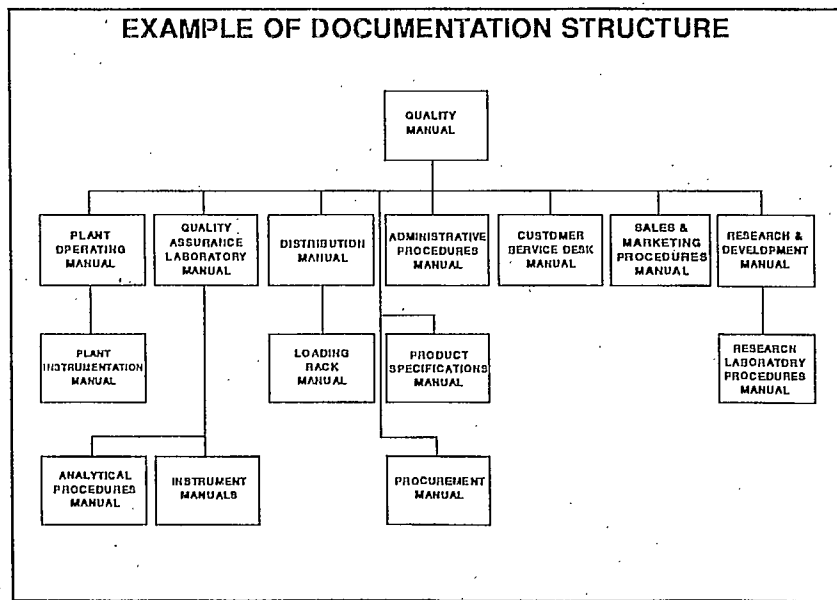 EXAMPLE OF DOCUMENTATION STRUCTURE
QUALITY
MANUAL
PLANT
OPERATING
MANUAL
QUALITY
ASSURANCE
LABORATORY
MANUAL
DISTRIBUTION
MANUAL
ADMINISTRATIVE
PROCEDURES
MANUAL
CUSTOMER
SERVICE DESK
MANUAL
SALES &
MARKETING
PROCEDURES
MANUAL
RESEARCH &
DEVELOPMENT
MANUAL
PLANT
INSTRUMENTATION
MANUAL
LOADING
RACK
MANUAL
PRODUCT
SPECIFICATIONS
MANUAL
RESEARCH
LABORATORY
PROCEDURES
MANUAL
ANALYTICAL
PROCEDURES
MANUAL
INSTRUMENT
MANUALS
PROCUREMENT
MANUAL